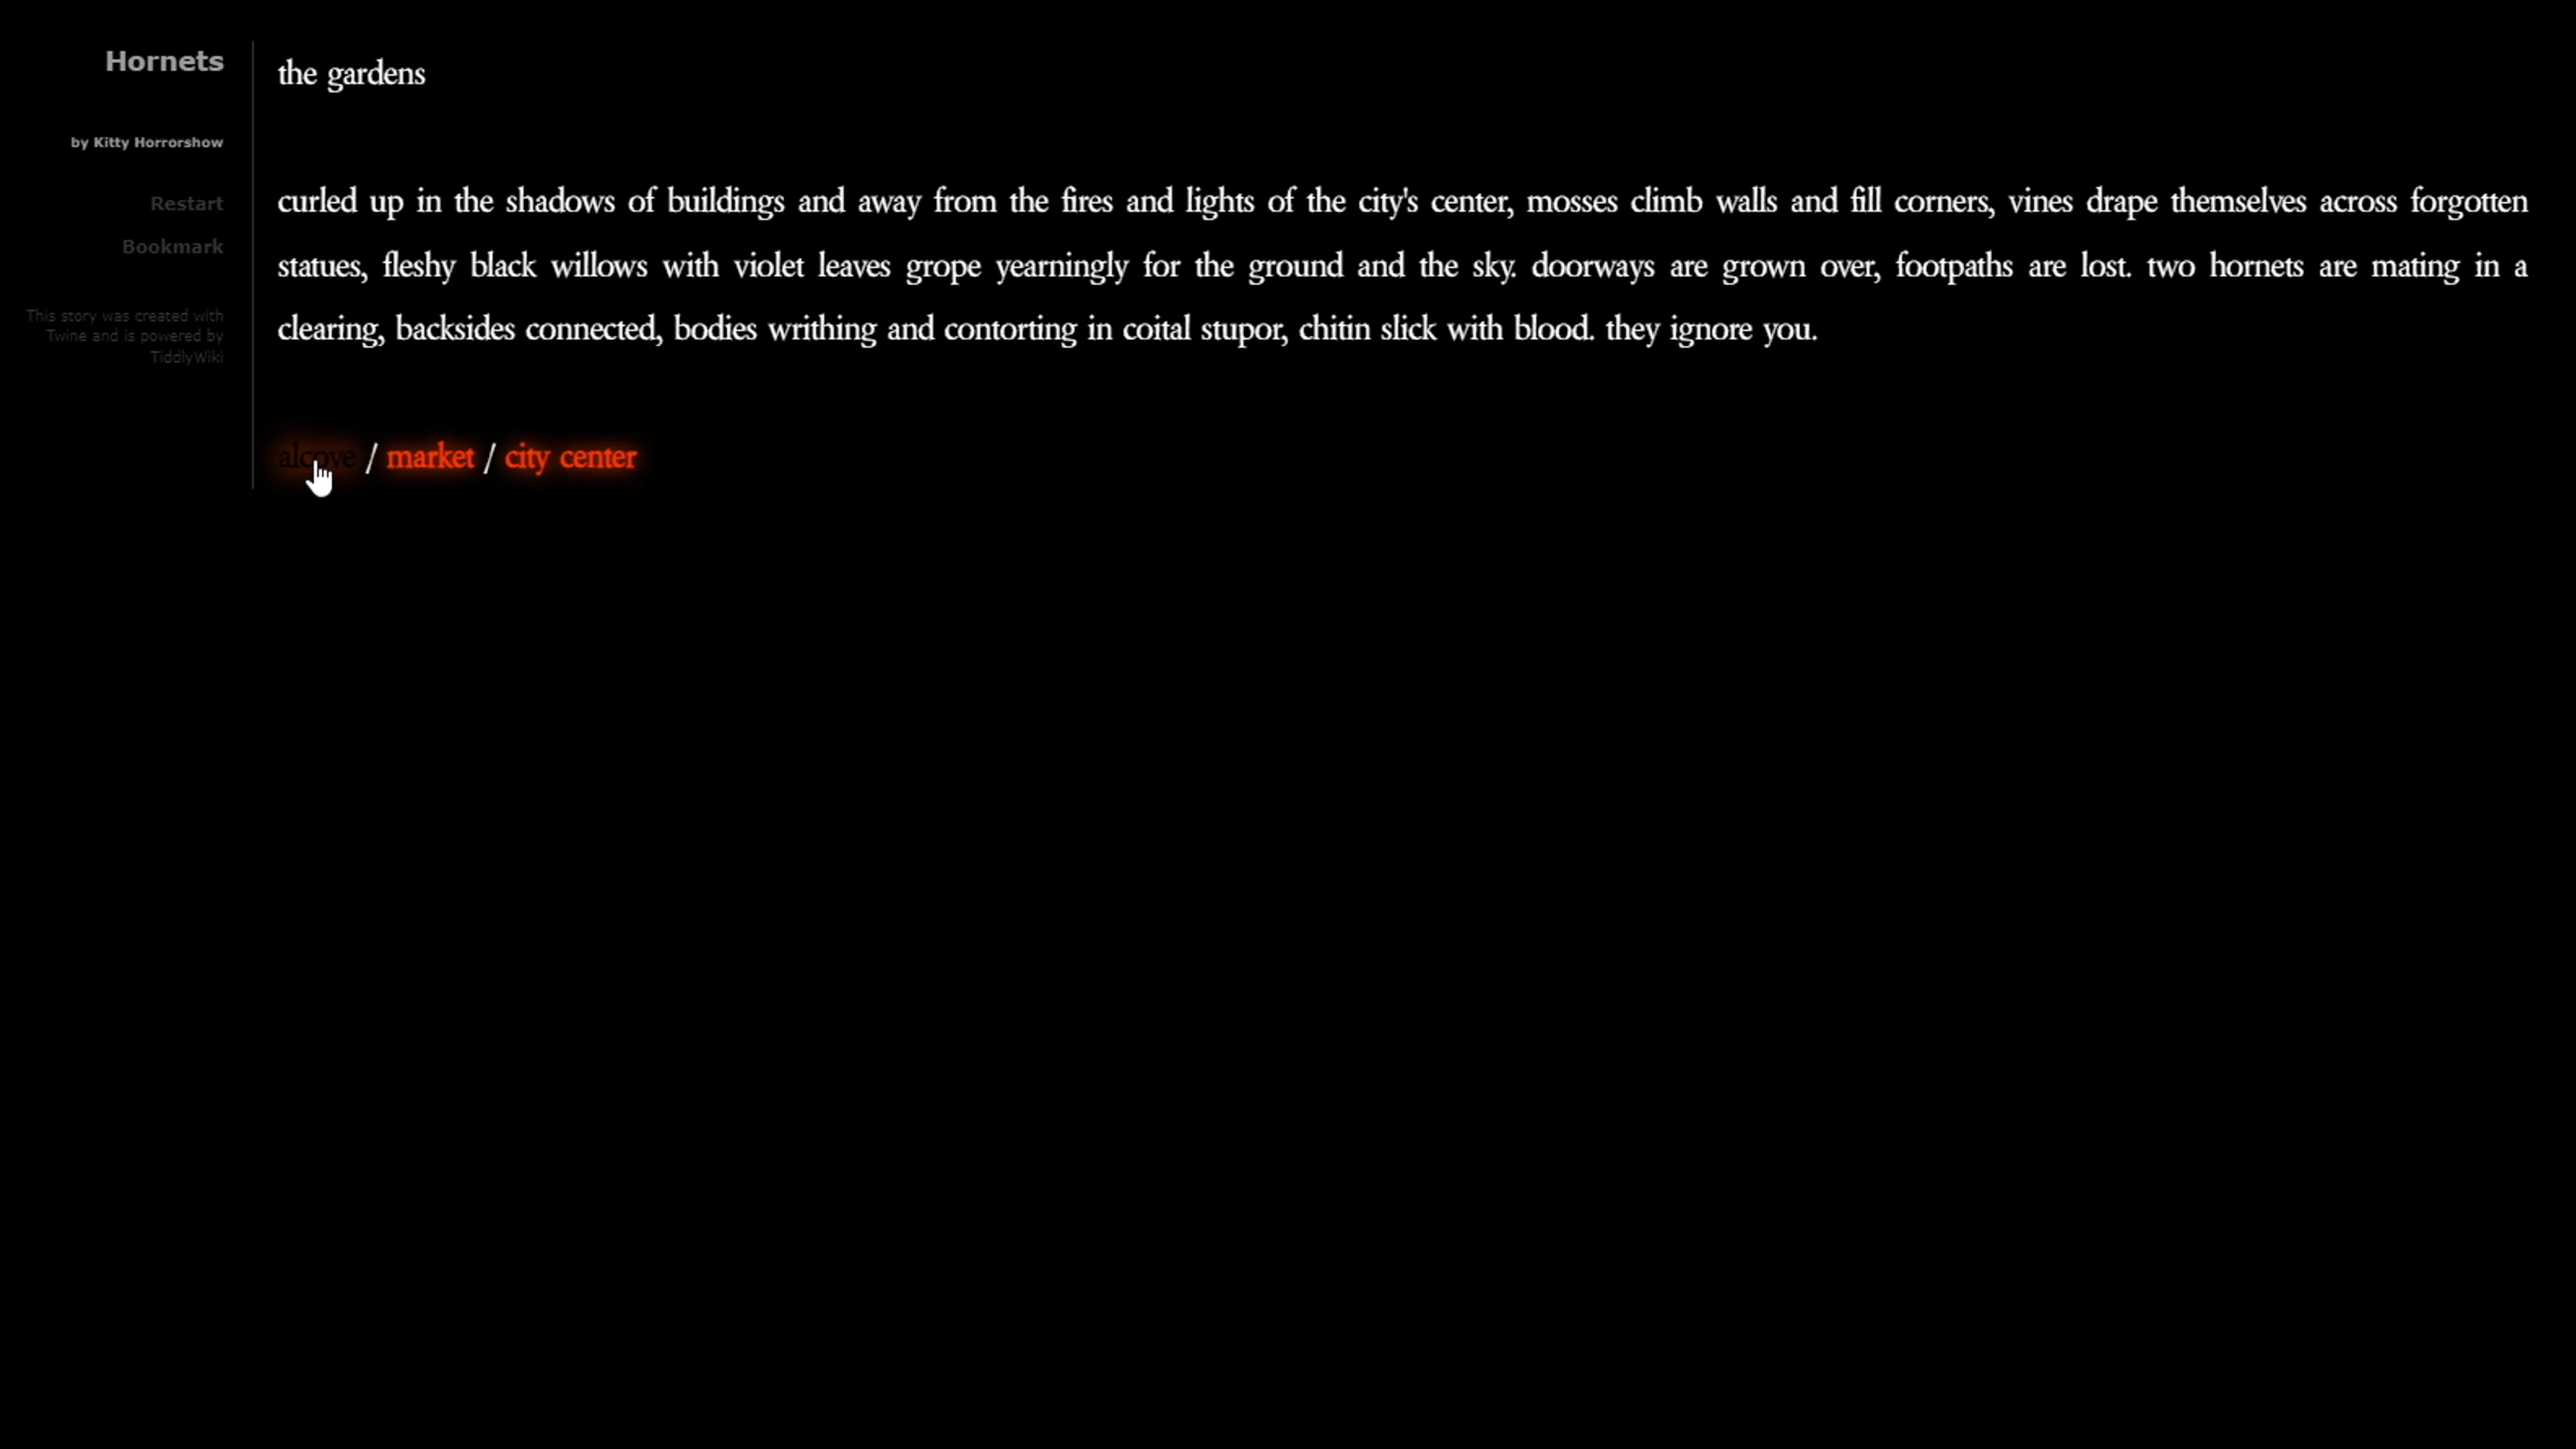 Hornets
by Kitty Horrorshow
Restart
Bookmark
This story was created with
Twine and is powered by
TiddlyWiki
the gardens
curled up in the shadows of buildings and away from the fires and lights of the city's center, mosses climb walls and fill corners, vines drape themselves across forgotten
statues, fleshy black willows with violet leaves grope yearningly for the ground and the sky. doorways are grown over, footpaths are lost. two hornets are mating in a
clearing, backsides connected, bodies writhing and contorting in coital stupor, chitin slick with blood. they ignore you.
alcove / market / city center